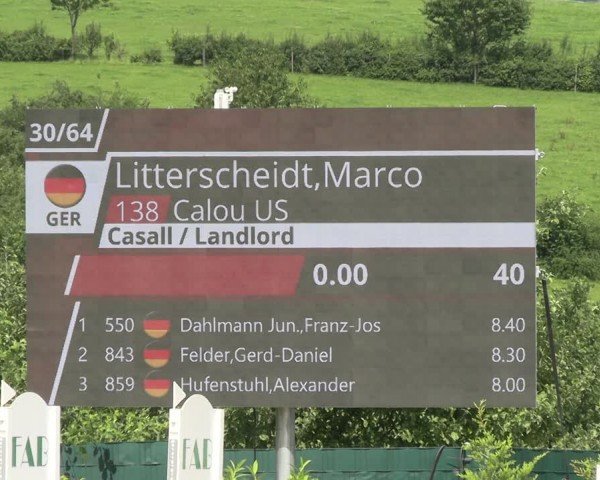 30/64
Litterscheidt,Marco
GER
138 Calou US
Casall / Landlord
0.00 40
1 550 Dahlmann Jun.,Franz-Jos 8.40
2 843 Felder,Gerd-Daniel 8.30
3 859 Hufenstuhl,Alexander 8.00
FAB FAB